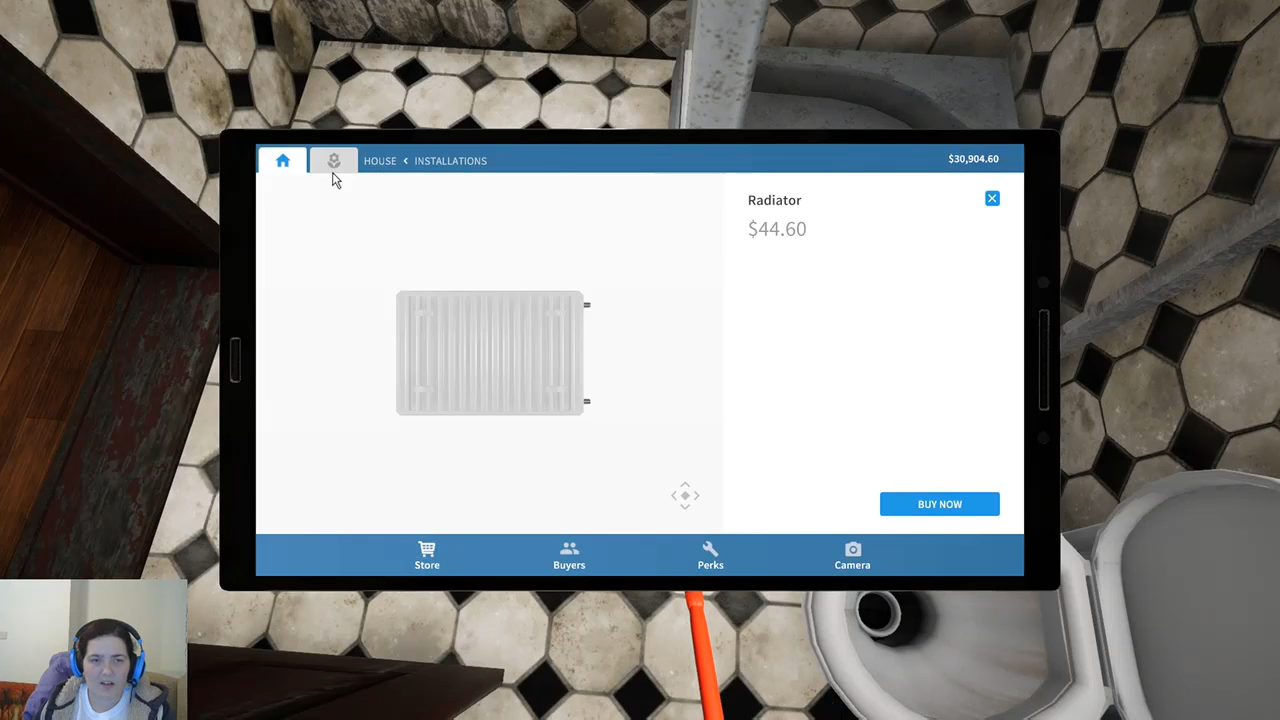 HOUSE < INSTALLATIONS
$30,904.60
Radiator
$44.60
BUY NOW
Store
Buyers
Perks
Camera